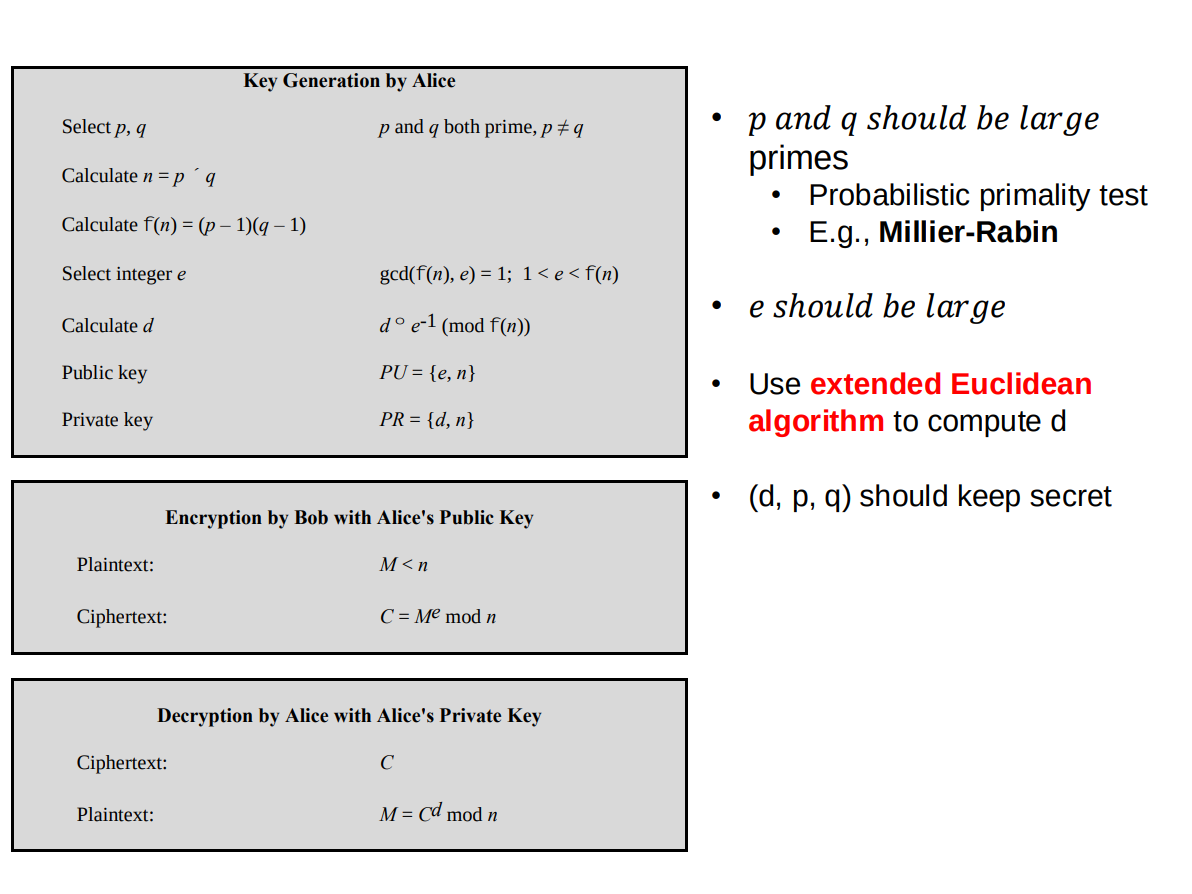 Key Generation by Alice
Select p, q p and q both prime, p ≠ q
Calculate n = p ´ q
Calculate f(n) = (p – 1)(q – 1)
Select integer e gcd(f(n), e) = 1; 1 < e < f(n)
Calculate d d ° e-1 (mod f(n))
Public key PU = {e, n}
Private key PR = {d, n}
Encryption by Bob with Alice's Public Key
Plaintext: M < n
Ciphertext: C = Me mod n
Decryption by Alice with Alice's Private Key
Ciphertext: C
Plaintext: M = Cd mod n
• p and q should be large
primes
• Probabilistic primality test
• E.g., Millier-Rabin
• e should be large
• Use extended Euclidean
algorithm to compute d
• (d, p, q) should keep secret